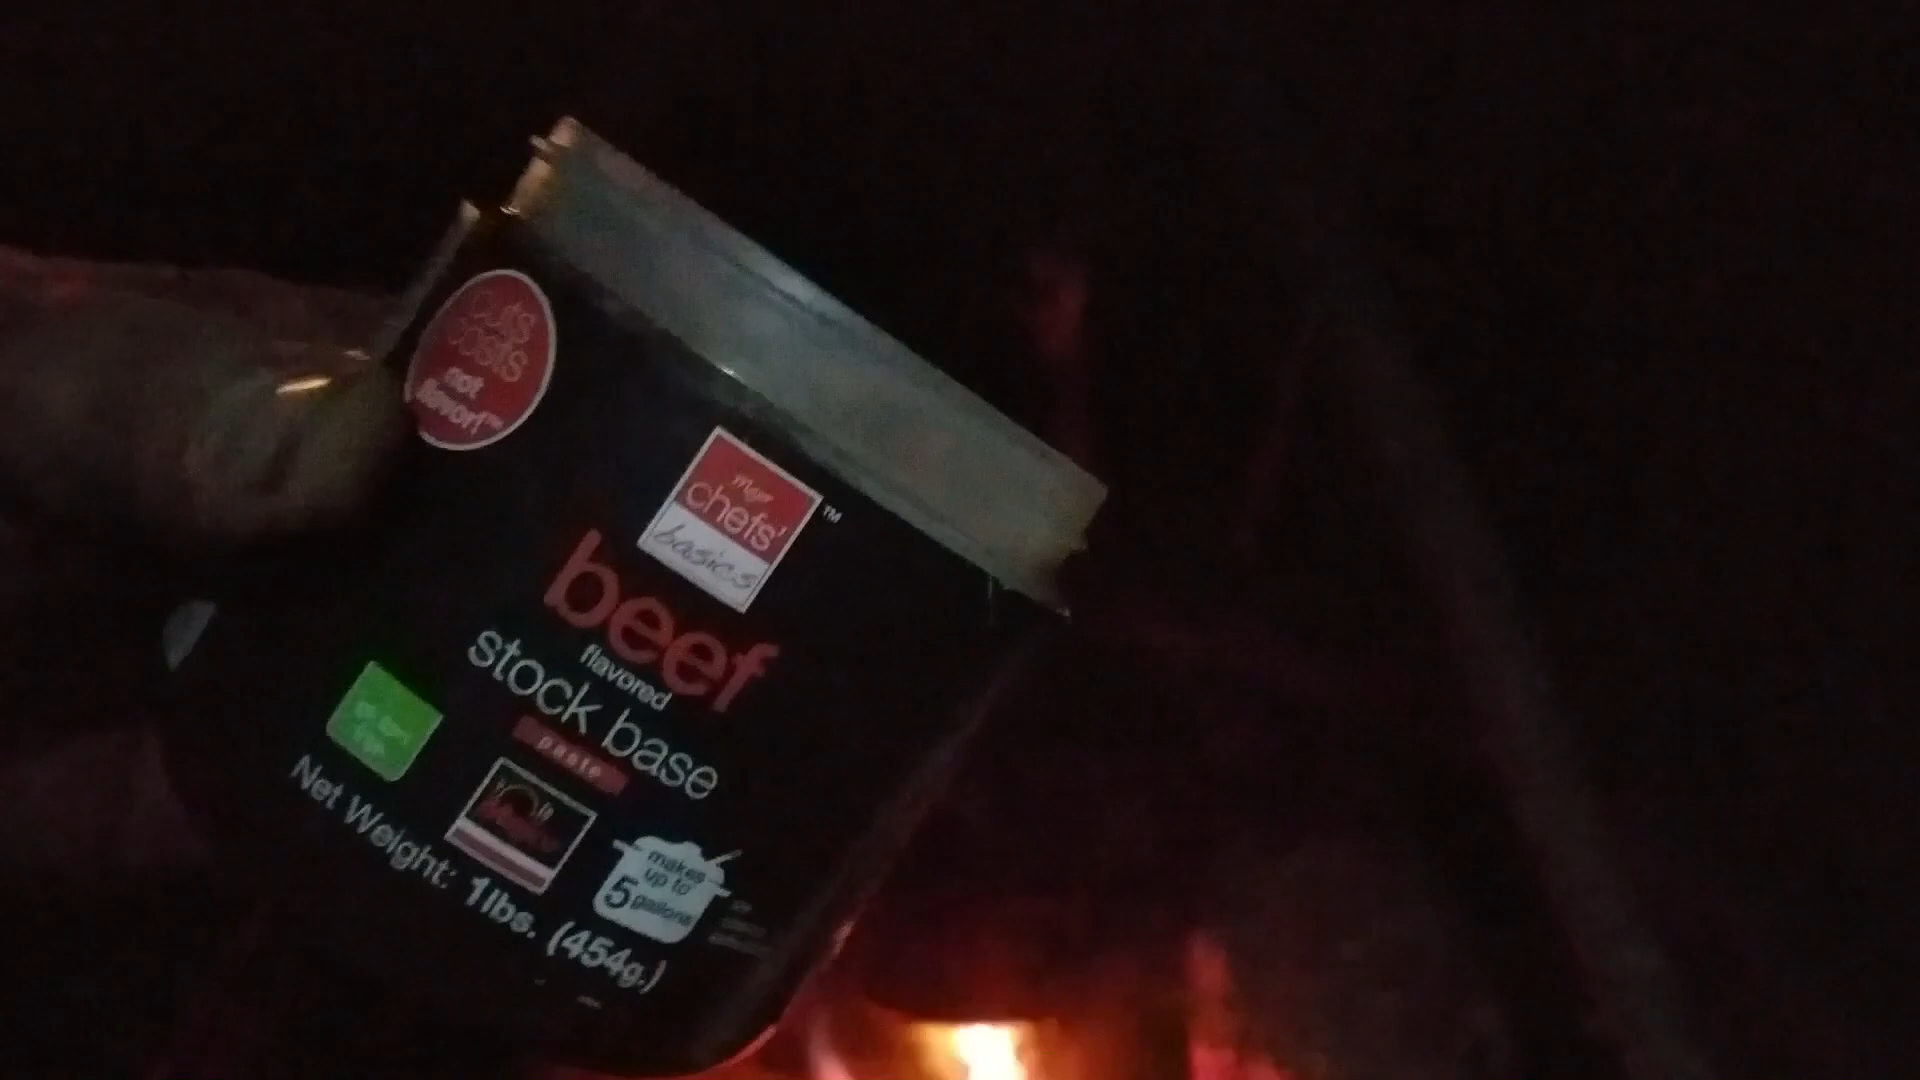 Cuts
costs
not
flavor!™
chefs'
basics
™
beef
flavored
stock base
paste
makes
up to
5 gallons
Net Weight: 1lbs. (454g.)